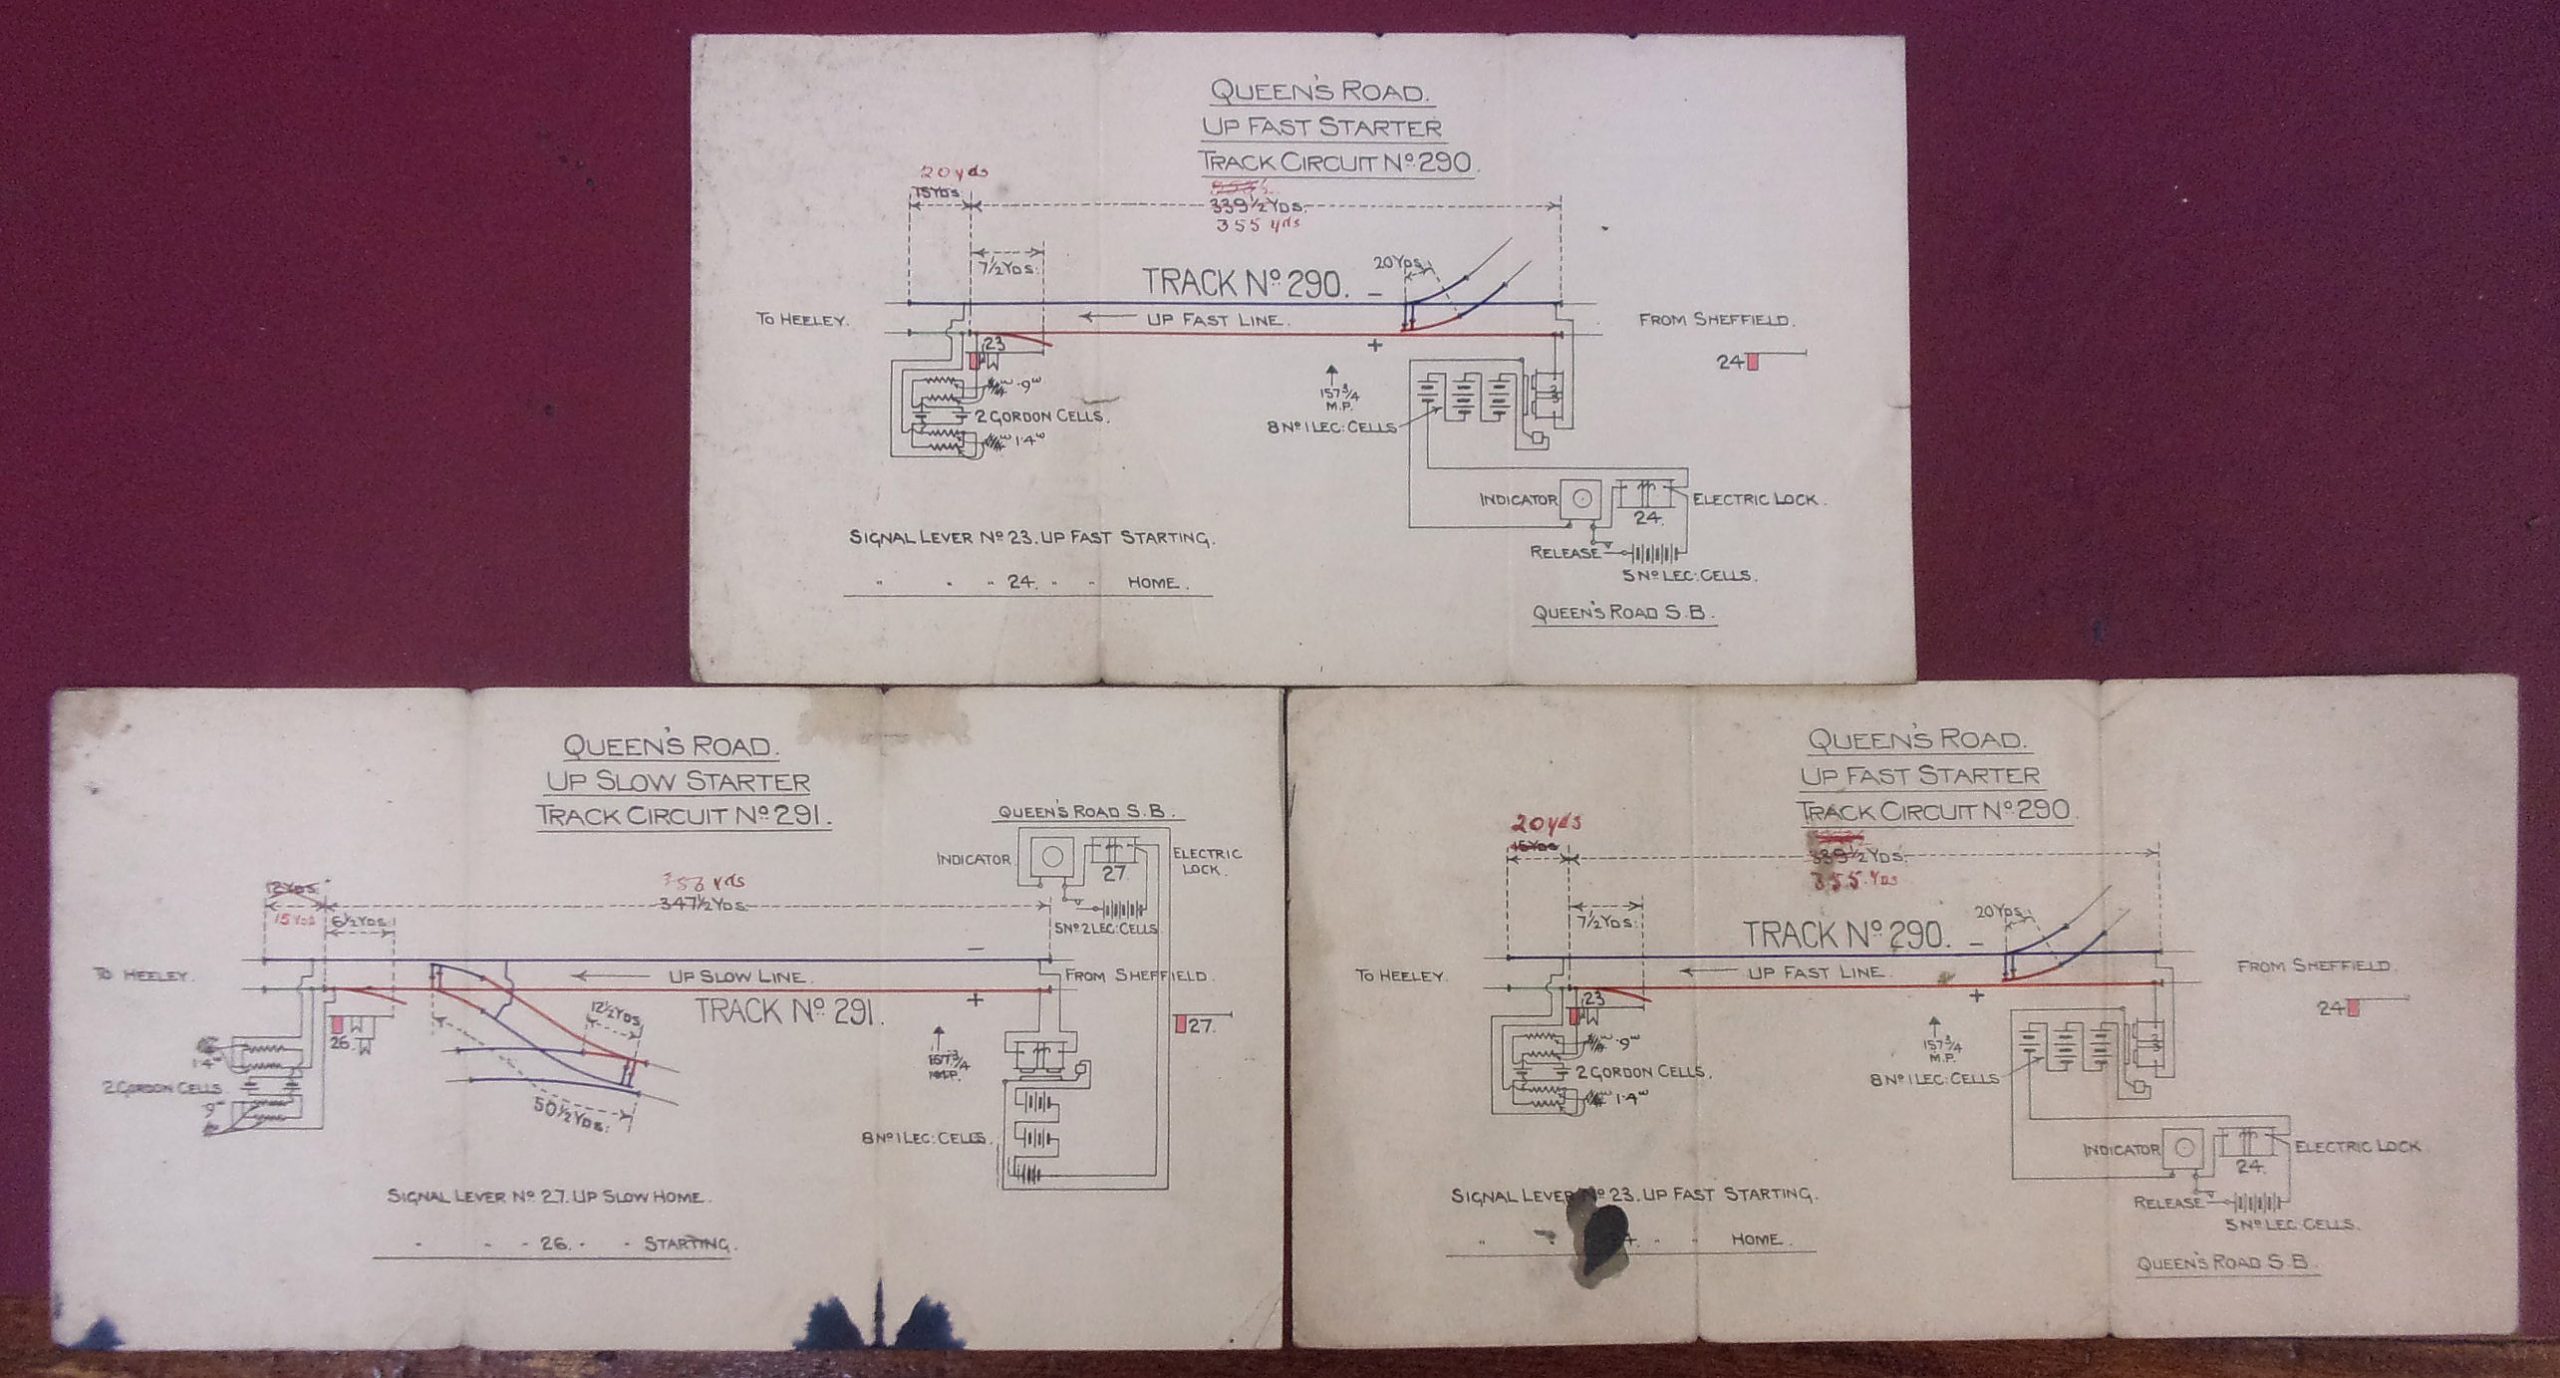 QUEEN'S ROAD.
UP FAST STARTER
TRACK CIRCUIT Nº 290.
20 yds
15 YDS.
339½ YDS.
355 yds
7½ YDS.
20 YDS.
TRACK Nº 290. −
TO HEELEY.
UP FAST LINE.
FROM SHEFFIELD.
+
23
24
·9ω
2 GORDON CELLS.
1·4ω
157¾
M.P.
8 Nº 1 LEC: CELLS
INDICATOR
24.
ELECTRIC LOCK.
RELEASE
5 Nº LEC: CELLS.
QUEEN'S ROAD S.B.
SIGNAL LEVER Nº 23. UP FAST STARTING.
" " " 24. " " HOME.
QUEEN'S ROAD.
UP SLOW STARTER
TRACK CIRCUIT Nº 291.
QUEEN'S ROAD S.B.
INDICATOR
27.
ELECTRIC
LOCK.
5 Nº 2 LEC: CELLS
12 YDS.
15 YDS
6½ YDS.
yds
347½ YDS.
−
TO HEELEY.
UP SLOW LINE.
FROM SHEFFIELD.
+
TRACK Nº 291.
26.
27.
12½ YDS.
50½ YDS.
1·4ω
2 GORDON CELLS.
·9ω
157¾
M.P.
8 Nº 1 LEC: CELLS.
SIGNAL LEVER Nº 27. UP SLOW HOME.
" " " 26. " " STARTING.
QUEEN'S ROAD.
UP FAST STARTER
TRACK CIRCUIT Nº 290.
20 yds
15 YDS
339½ YDS.
355 YDS
7½ YDS.
20 YDS.
TRACK Nº 290. −
TO HEELEY.
UP FAST LINE.
FROM SHEFFIELD.
+
23
24
·9ω
2 GORDON CELLS.
1·4ω
157¾
M.P.
8 Nº 1 LEC: CELLS
INDICATOR
24.
ELECTRIC LOCK
RELEASE
5 Nº LEC: CELLS.
QUEEN'S ROAD S.B.
SIGNAL LEVER Nº 23. UP FAST STARTING.
" " " HOME.